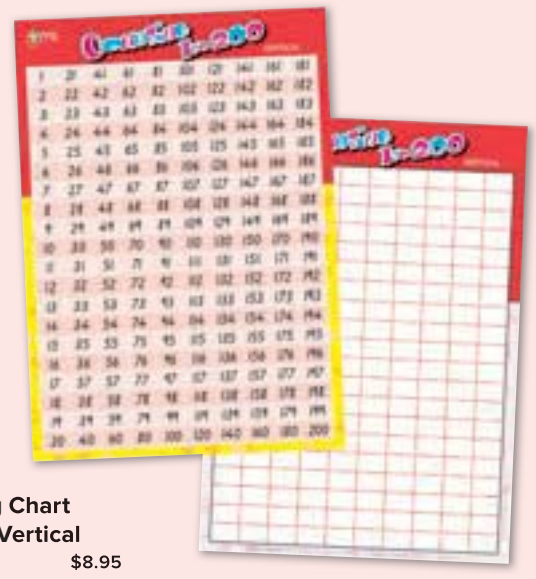 Counting
1-200
VERTICAL
1 21 41 61 81 101 121 141 161 181
2 22 42 62 82 102 122 142 162 182
3 23 43 63 83 103 123 143 163 183
4 24 44 64 84 104 124 144 164 184
5 25 45 65 85 105 125 145 165 185
6 26 46 66 86 106 126 146 166 186
7 27 47 67 87 107 127 147 167 187
8 28 48 68 88 108 128 148 168 188
9 29 49 69 89 109 129 149 169 189
10 30 50 70 90 110 130 150 170 190
11 31 51 71 91 111 131 151 171 191
12 32 52 72 92 112 132 152 172 192
13 33 53 73 93 113 133 153 173 193
14 34 54 74 94 114 134 154 174 194
15 35 55 75 95 115 135 155 175 195
16 36 56 76 96 116 136 156 176 196
17 37 57 77 97 117 137 157 177 197
18 38 58 78 98 118 138 158 178 198
19 39 59 79 99 119 139 159 179 199
20 40 60 80 100 120 140 160 180 200
1-200
VERTICAL
Chart
Vertical
$8.95